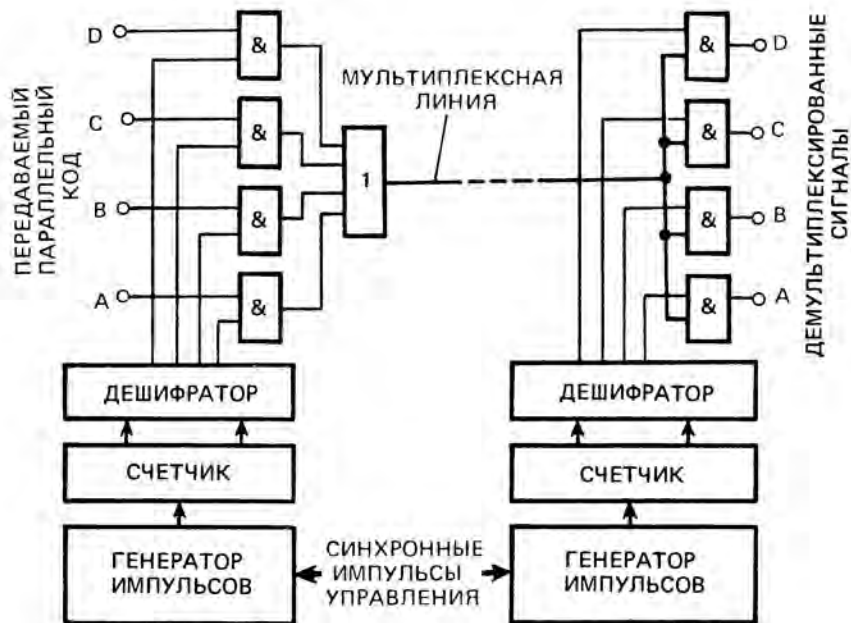 ПЕРЕДАВАЕМЫЙ
ПАРАЛЛЕЛЬНЫЙ
КОД
D
&
C
&
B
&
A
&
1
МУЛЬТИПЛЕКСНАЯ
ЛИНИЯ
&
D
&
C
&
B
&
A
ДЕМУЛЬТИПЛЕКСИРОВАННЫЕ
СИГНАЛЫ
ДЕШИФРАТОР
СЧЕТЧИК
ГЕНЕРАТОР
ИМПУЛЬСОВ
СИНХРОННЫЕ
ИМПУЛЬСЫ
УПРАВЛЕНИЯ
ДЕШИФРАТОР
СЧЕТЧИК
ГЕНЕРАТОР
ИМПУЛЬСОВ